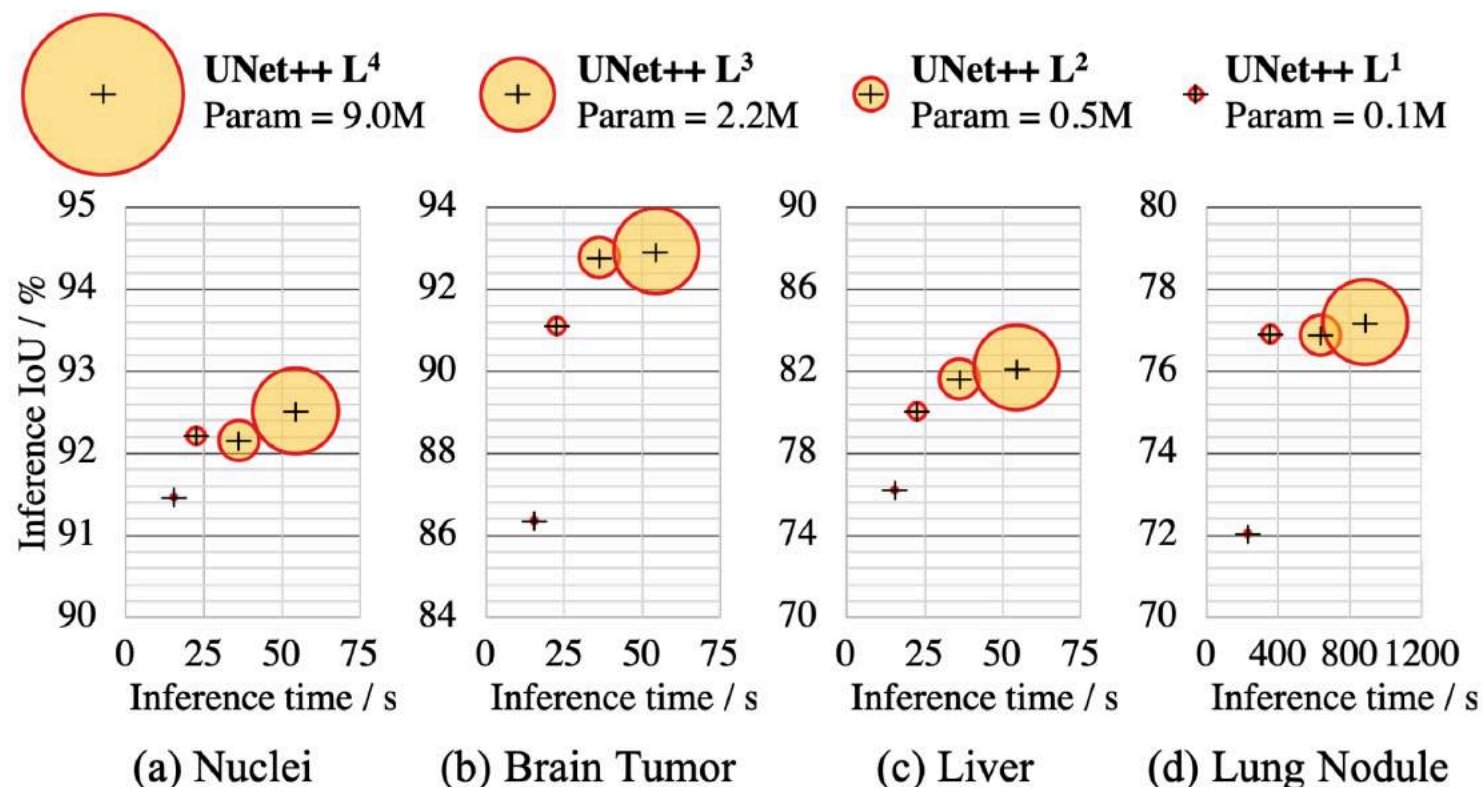 UNet++ L⁴
Param = 9.0M
UNet++ L³
Param = 2.2M
UNet++ L²
Param = 0.5M
UNet++ L¹
Param = 0.1M
Inference IoU / %
95
94
93
92
91
90
0 25 50 75
Inference time / s
(a) Nuclei
94
92
90
88
86
84
0 25 50 75
Inference time / s
(b) Brain Tumor
90
86
82
78
74
70
0 25 50 75
Inference time / s
(c) Liver
80
78
76
74
72
70
0 400 800 1200
Inference time / s
(d) Lung Nodule